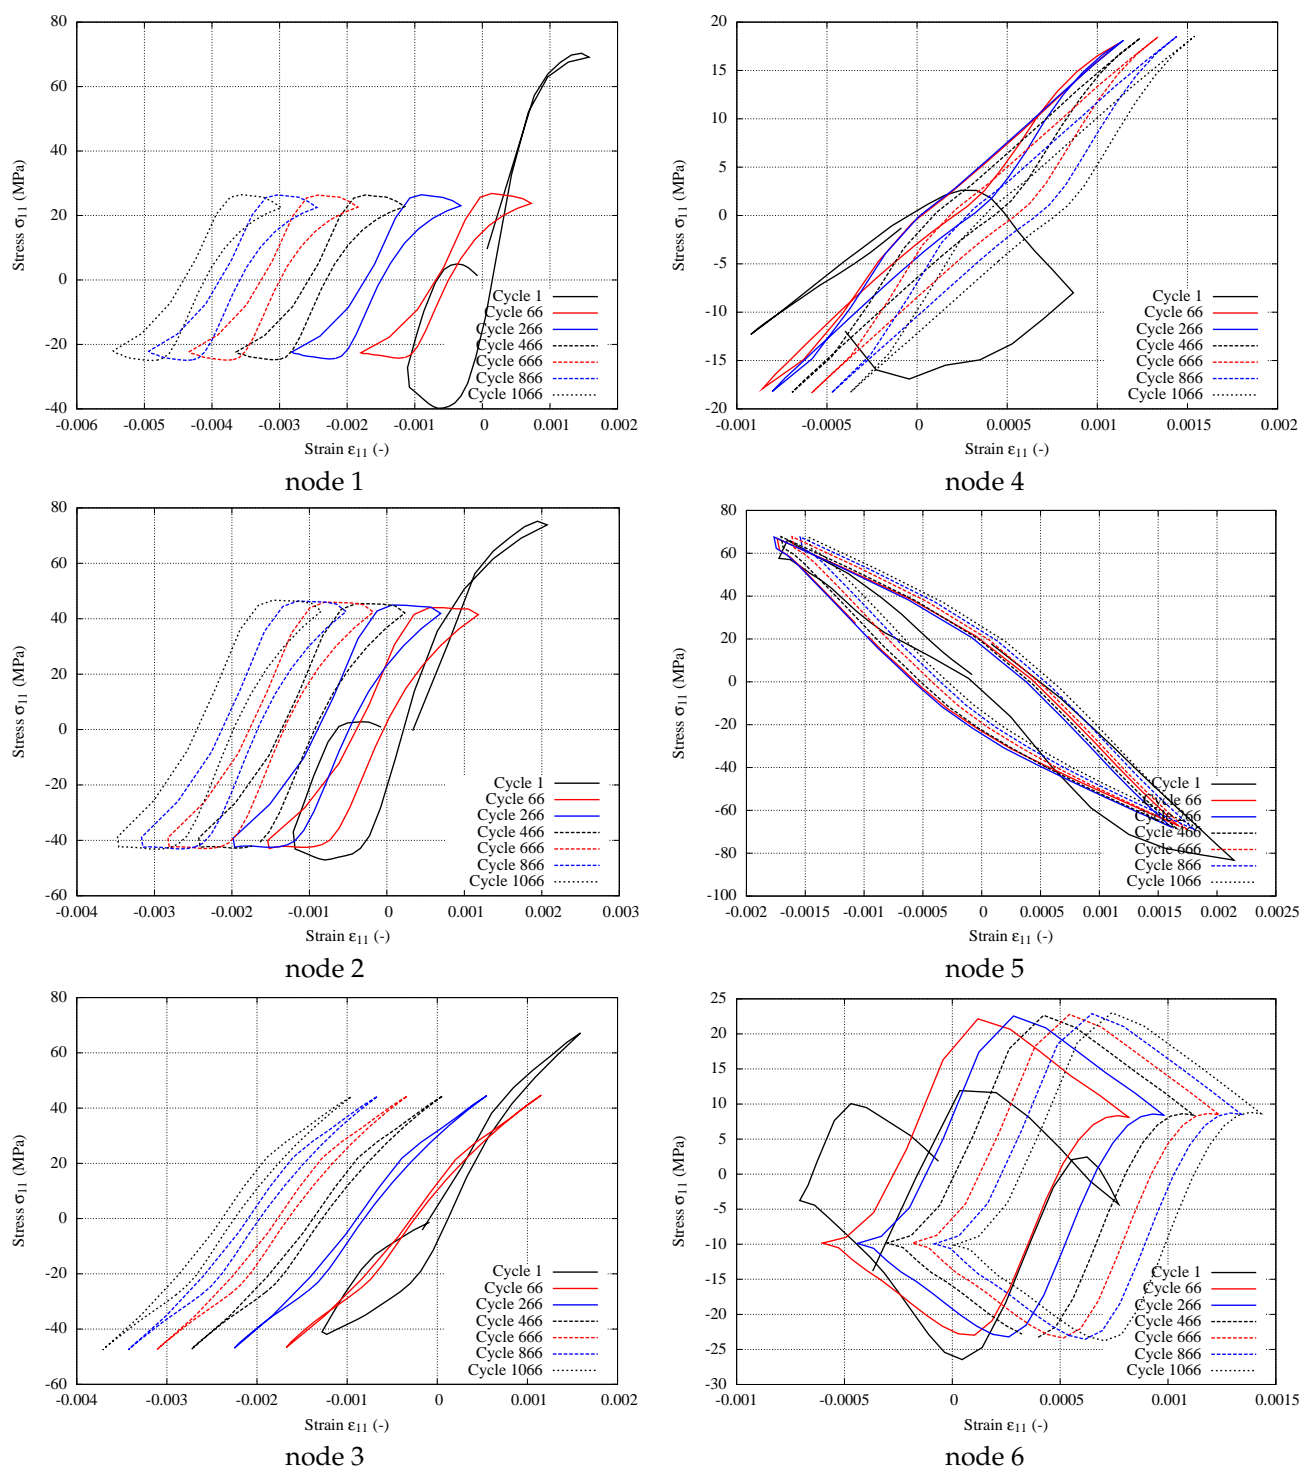 80
60
40
20
0
-20
-40
-0.006 -0.005 -0.004 -0.003 -0.002 -0.001 0 0.001 0.002
Stress σ11 (MPa)
Strain ε11 (-)
Cycle 1
Cycle 66
Cycle 266
Cycle 466
Cycle 666
Cycle 866
Cycle 1066
node 1
20
15
10
5
0
-5
-10
-15
-20
-0.001 -0.0005 0 0.0005 0.001 0.0015 0.002
Stress σ11 (MPa)
Strain ε11 (-)
Cycle 1
Cycle 66
Cycle 266
Cycle 466
Cycle 666
Cycle 866
Cycle 1066
node 4
80
60
40
20
0
-20
-40
-60
-0.004 -0.003 -0.002 -0.001 0 0.001 0.002 0.003
Stress σ11 (MPa)
Strain ε11 (-)
Cycle 1
Cycle 66
Cycle 266
Cycle 466
Cycle 666
Cycle 866
Cycle 1066
node 2
80
60
40
20
0
-20
-40
-60
-80
-100
-0.002 -0.0015 -0.001 -0.0005 0 0.0005 0.001 0.0015 0.002 0.0025
Stress σ11 (MPa)
Strain ε11 (-)
Cycle 1
Cycle 66
Cycle 266
Cycle 466
Cycle 666
Cycle 866
Cycle 1066
node 5
80
60
40
20
0
-20
-40
-60
-0.004 -0.003 -0.002 -0.001 0 0.001 0.002
Stress σ11 (MPa)
Strain ε11 (-)
Cycle 1
Cycle 66
Cycle 266
Cycle 466
Cycle 666
Cycle 866
Cycle 1066
node 3
25
20
15
10
5
0
-5
-10
-15
-20
-25
-30
-0.001 -0.0005 0 0.0005 0.001 0.0015
Stress σ11 (MPa)
Strain ε11 (-)
Cycle 1
Cycle 66
Cycle 266
Cycle 466
Cycle 666
Cycle 866
Cycle 1066
node 6